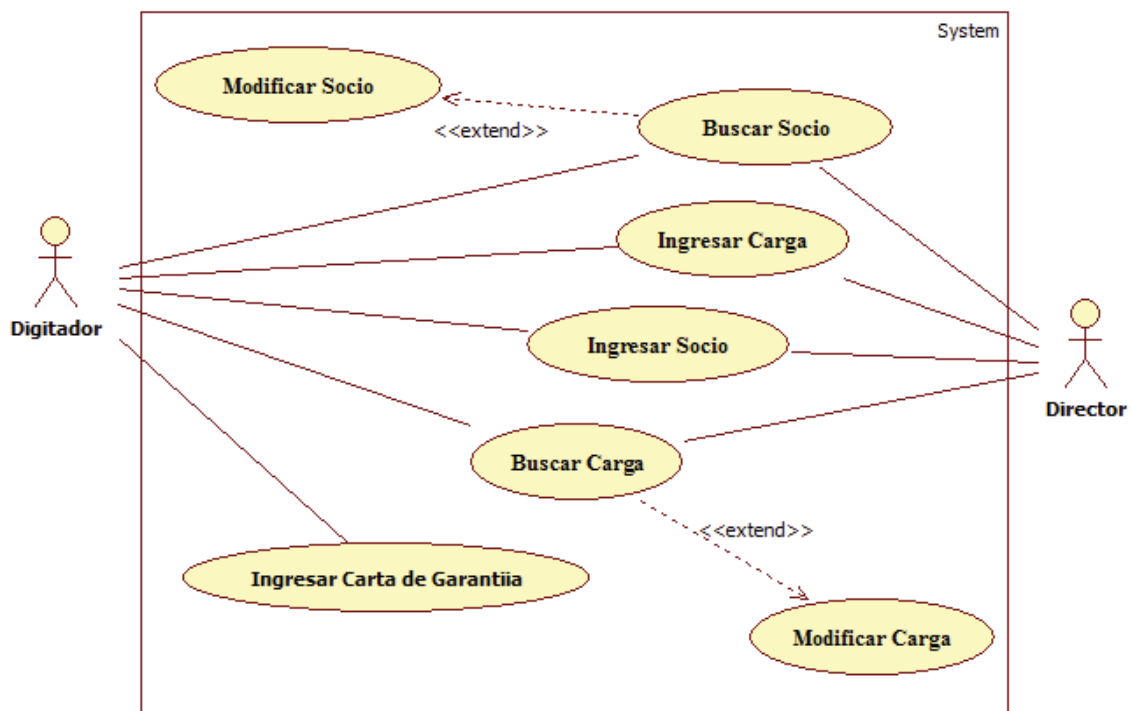 System
Modificar Socio
<<extend>>
Buscar Socio
Ingresar Carga
Digitador
Ingresar Socio
Director
Buscar Carga
<<extend>>
Ingresar Carta de Garantiia
Modificar Carga